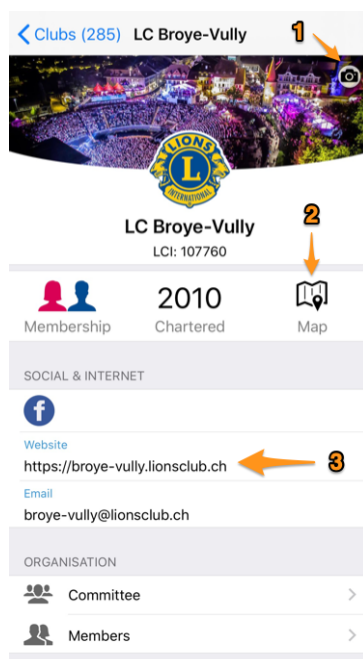 Clubs (285) LC Broye-Vully 1
LIONS
L
INTERNATIONAL
LC Broye-Vully
2
LCI: 107760
2010
Membership Chartered Map
SOCIAL & INTERNET
f
Website
https://broye-vully.lionsclub.ch 3
Email
broye-vully@lionsclub.ch
ORGANISATION
Committee
Members